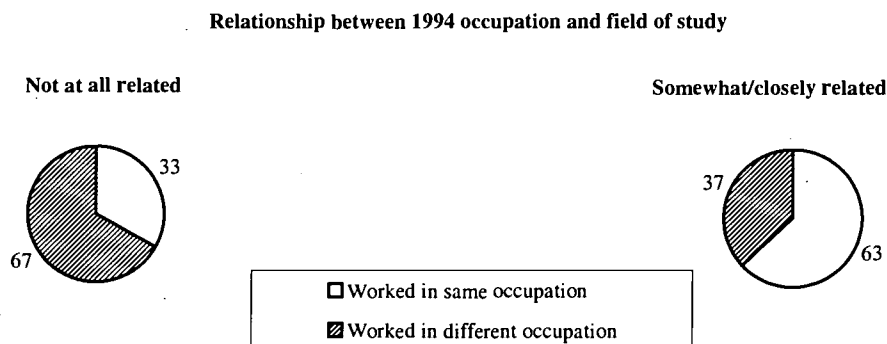 Relationship between 1994 occupation and field of study
Not at all related
Somewhat/closely related
33
67
37
63
Worked in same occupation
Worked in different occupation